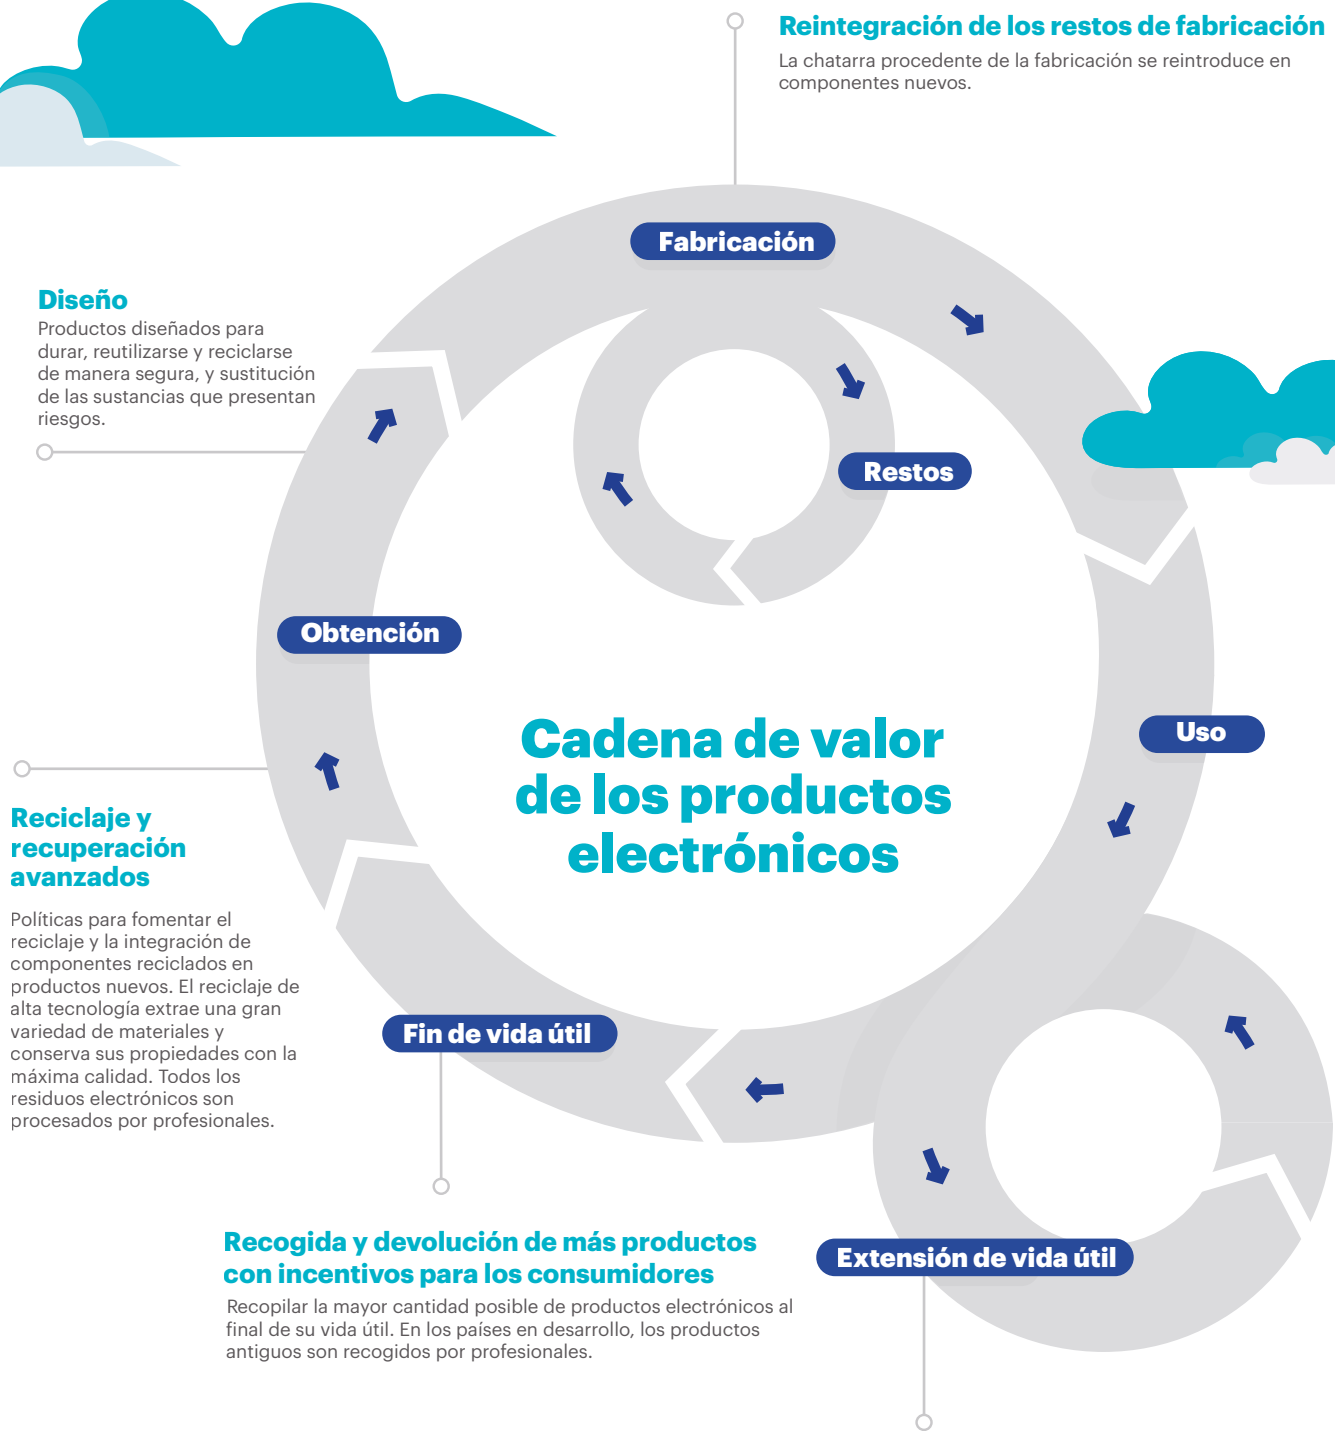 Reintegración de los restos de fabricación
La chatarra procedente de la fabricación se reintroduce en
componentes nuevos.
Fabricación
Diseño
Productos diseñados para
durar, reutilizarse y reciclarse
de manera segura, y sustitución
de las sustancias que presentan
riesgos.
Restos
Obtención
Cadena de valor
de los productos
electrónicos
Uso
Reciclaje y
recuperación
avanzados
Políticas para fomentar el
reciclaje y la integración de
componentes reciclados en
productos nuevos. El reciclaje de
alta tecnología extrae una gran
variedad de materiales y
conserva sus propiedades con la
máxima calidad. Todos los
residuos electrónicos son
procesados por profesionales.
Fin de vida útil
Recogida y devolución de más productos
con incentivos para los consumidores
Recopilar la mayor cantidad posible de productos electrónicos al
final de su vida útil. En los países en desarrollo, los productos
antiguos son recogidos por profesionales.
Extensión de vida útil